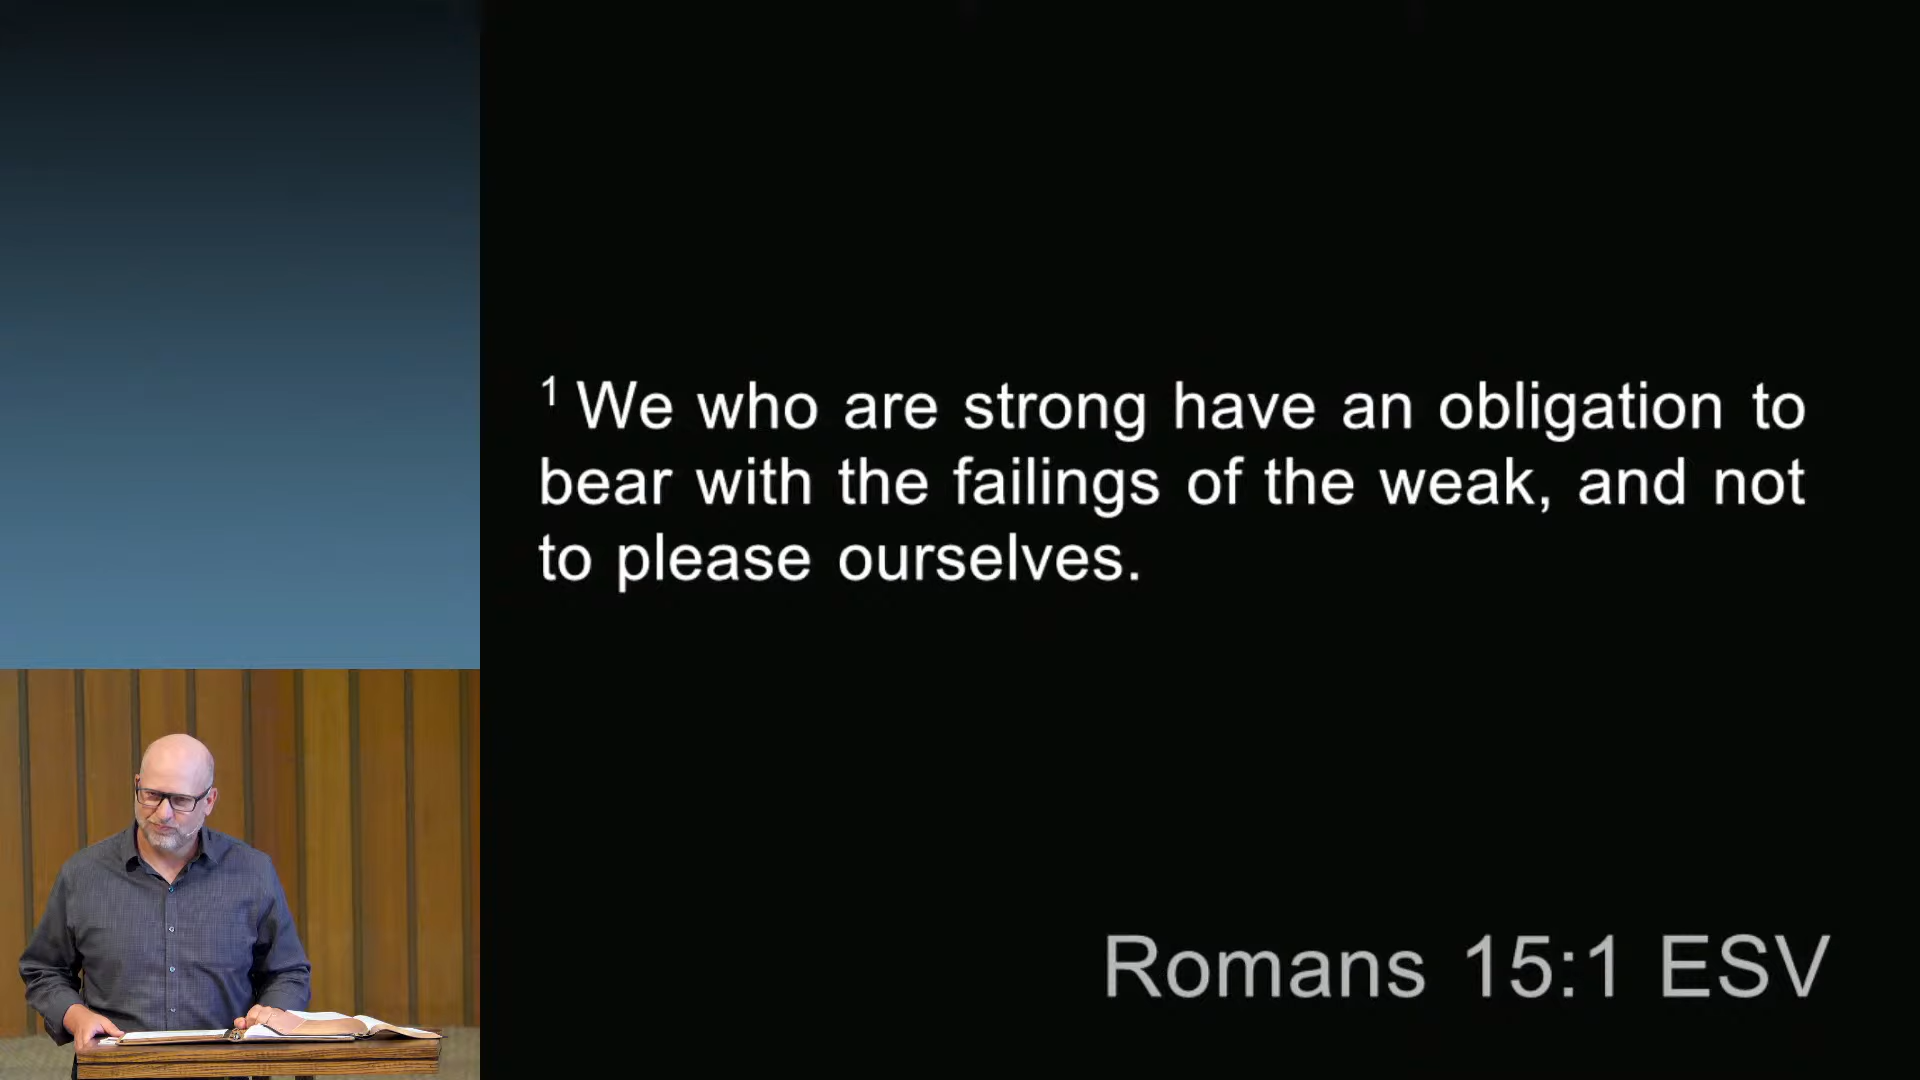 ¹ We who are strong have an obligation to
bear with the failings of the weak, and not
to please ourselves.
Romans 15:1 ESV